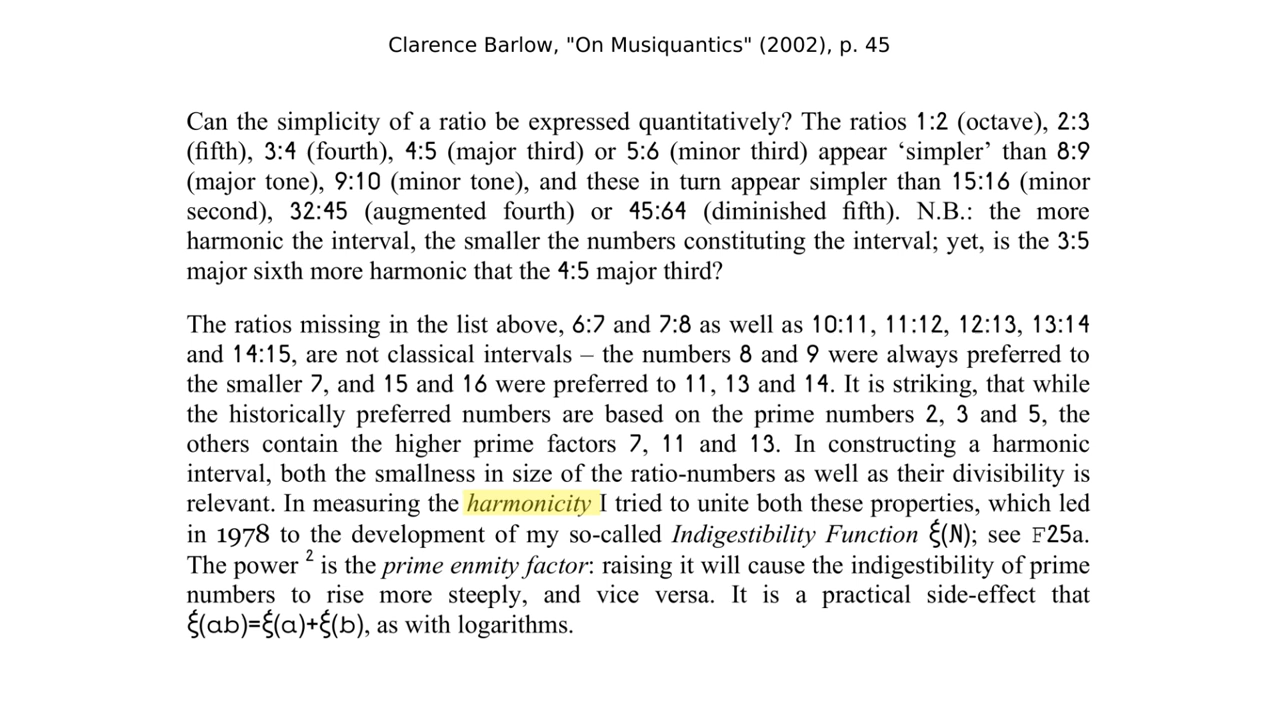 Clarence Barlow, "On Musiquantics" (2002), p. 45
Can the simplicity of a ratio be expressed quantitatively? The ratios 1:2 (octave), 2:3
(fifth), 3:4 (fourth), 4:5 (major third) or 5:6 (minor third) appear ‘simpler’ than 8:9
(major tone), 9:10 (minor tone), and these in turn appear simpler than 15:16 (minor
second), 32:45 (augmented fourth) or 45:64 (diminished fifth). N.B.: the more
harmonic the interval, the smaller the numbers constituting the interval; yet, is the 3:5
major sixth more harmonic that the 4:5 major third?
The ratios missing in the list above, 6:7 and 7:8 as well as 10:11, 11:12, 12:13, 13:14
and 14:15, are not classical intervals – the numbers 8 and 9 were always preferred to
the smaller 7, and 15 and 16 were preferred to 11, 13 and 14. It is striking, that while
the historically preferred numbers are based on the prime numbers 2, 3 and 5, the
others contain the higher prime factors 7, 11 and 13. In constructing a harmonic
interval, both the smallness in size of the ratio-numbers as well as their divisibility is
relevant. In measuring the harmonicity I tried to unite both these properties, which led
in 1978 to the development of my so-called Indigestibility Function ξ(N); see F25a.
The power ² is the prime enmity factor: raising it will cause the indigestibility of prime
numbers to rise more steeply, and vice versa. It is a practical side-effect that
ξ(ab)=ξ(a)+ξ(b), as with logarithms.